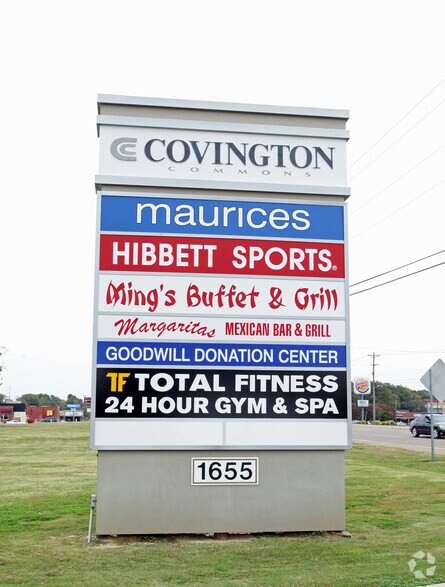 COVINGTON
COMMONS
maurices
HIBBETT SPORTS®
Ming's Buffet & Grill
Margaritas MEXICAN BAR & GRILL
GOODWILL DONATION CENTER
TF TOTAL FITNESS
24 HOUR GYM & SPA
1655